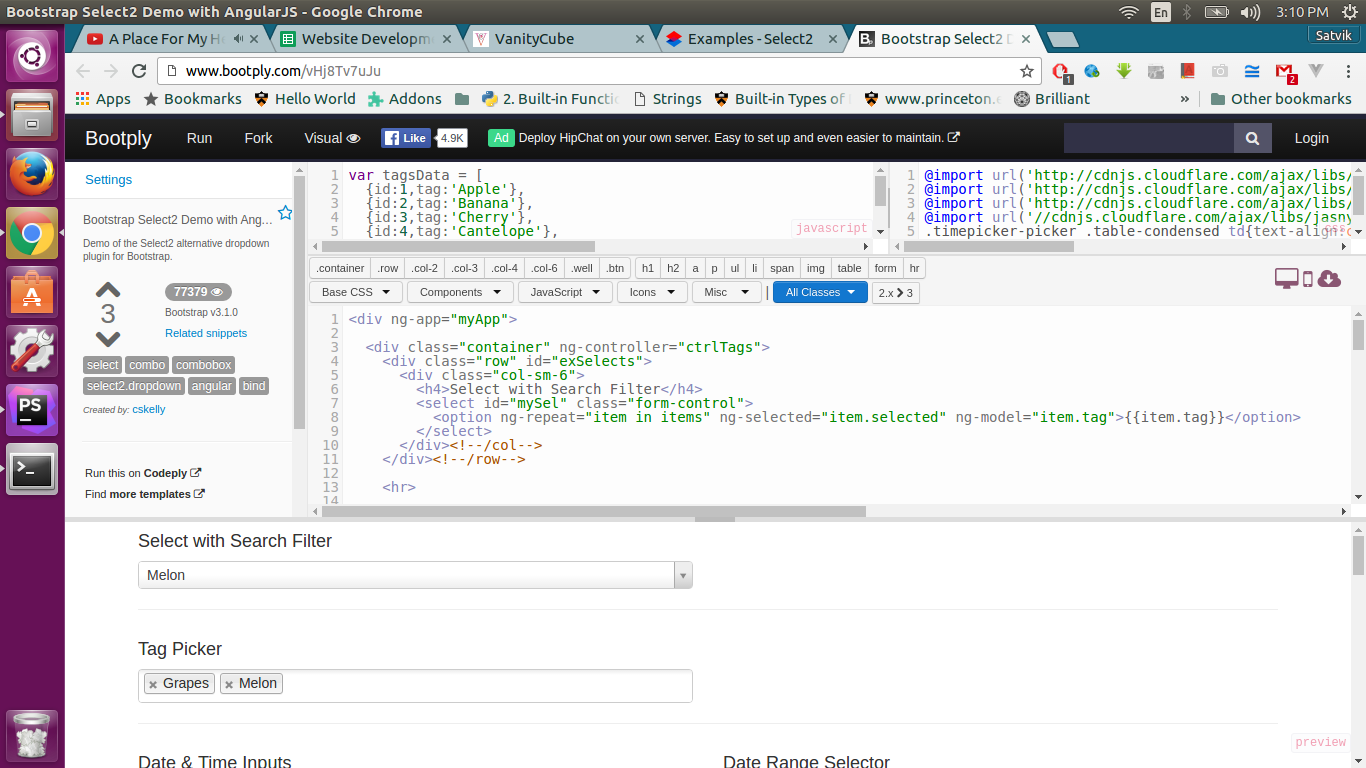 Bootstrap Select2 Demo with AngularJS - Google Chrome
En
3:10 PM
A Place For My He
Website Developm
VanityCube
Examples - Select2
Bootstrap Select2 D
Satvik
www.bootply.com/vHj8Tv7uJu
1
2
Apps
Bookmarks
Hello World
Addons
2. Built-in Functio
Strings
Built-in Types of
www.princeton.e
Brilliant
»
Other bookmarks
Bootply
Run
Fork
Visual
Like
4.9K
Ad
Deploy HipChat on your own server. Easy to set up and even easier to maintain.
Login
Settings
Bootstrap Select2 Demo with Ang...
Demo of the Select2 alternative dropdown
plugin for Bootstrap.
3
77379
Bootstrap v3.1.0
Related snippets
select
combo
combobox
select2.dropdown
angular
bind
Created by: cskelly
Run this on Codeply
Find more templates
1 var tagsData = [
2 {id:1,tag:'Apple'},
3 {id:2,tag:'Banana'},
4 {id:3,tag:'Cherry'},
5 {id:4,tag:'Cantelope'},
javascript
1 @import url('http://cdnjs.cloudflare.com/ajax/libs/
2 @import url('http://cdnjs.cloudflare.com/ajax/libs/
3 @import url('http://cdnjs.cloudflare.com/ajax/libs/
4 @import url('//cdnjs.cloudflare.com/ajax/libs/jasny
5 .timepicker-picker .table-condensed td{text-align:c
css
.container .row .col-2 .col-3 .col-4 .col-6 .well .btn h1 h2 a p ul li span img table form hr
Base CSS
Components
JavaScript
Icons
Misc
|
All Classes
2.x > 3
1 <div ng-app="myApp">
2
3 <div class="container" ng-controller="ctrlTags">
4 <div class="row" id="exSelects">
5 <div class="col-sm-6">
6 <h4>Select with Search Filter</h4>
7 <select id="mySel" class="form-control">
8 <option ng-repeat="item in items" ng-selected="item.selected" ng-model="item.tag">{{item.tag}}</option>
9 </select>
10 </div><!--/col-->
11 </div><!--/row-->
12
13 <hr>
14
Select with Search Filter
Melon
Tag Picker
× Grapes
× Melon
Date & Time Inputs
Date Range Selector
preview
PS